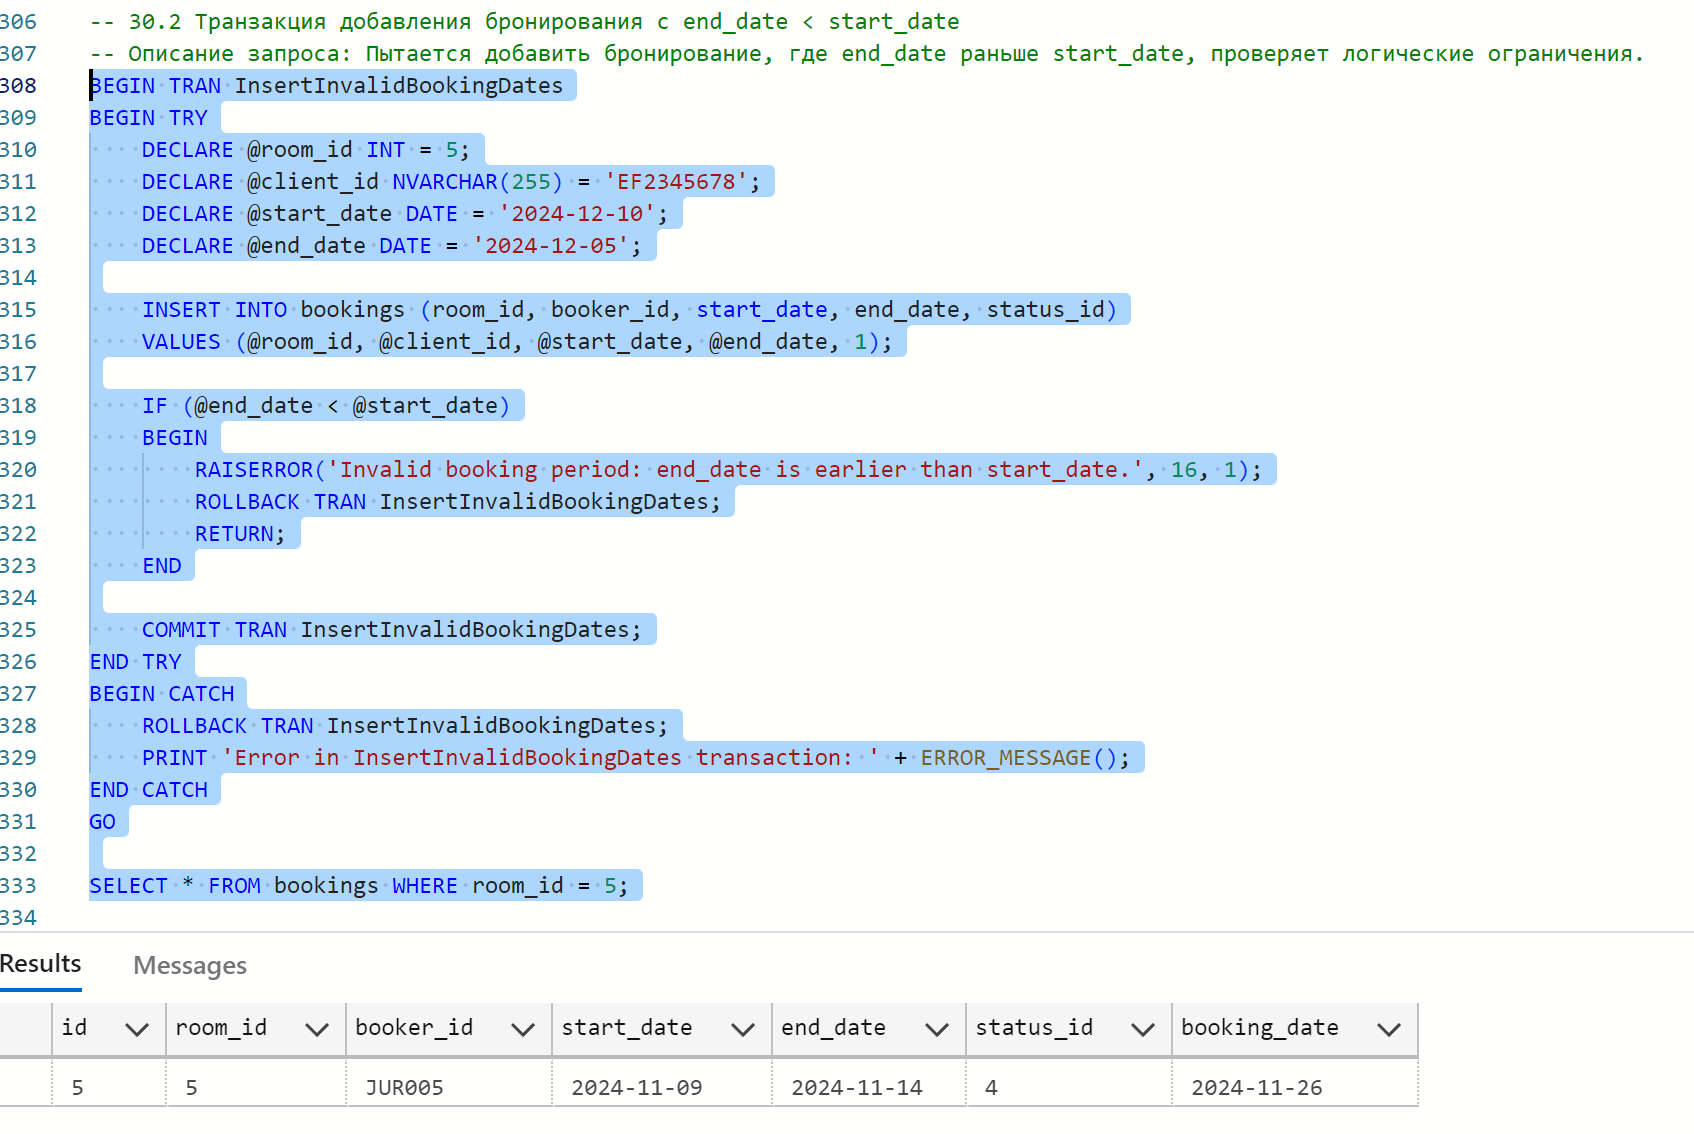 306 -- 30.2 Транзакция добавления бронирования с end_date < start_date
307 -- Описание запроса: Пытается добавить бронирование, где end_date раньше start_date, проверяет логические ограничения.
308 BEGIN TRAN InsertInvalidBookingDates
309 BEGIN TRY
310 DECLARE @room_id INT = 5;
311 DECLARE @client_id NVARCHAR(255) = 'EF2345678';
312 DECLARE @start_date DATE = '2024-12-10';
313 DECLARE @end_date DATE = '2024-12-05';
314
315 INSERT INTO bookings (room_id, booker_id, start_date, end_date, status_id)
316 VALUES (@room_id, @client_id, @start_date, @end_date, 1);
317
318 IF (@end_date < @start_date)
319 BEGIN
320 RAISERROR('Invalid booking period: end_date is earlier than start_date.', 16, 1);
321 ROLLBACK TRAN InsertInvalidBookingDates;
322 RETURN;
323 END
324
325 COMMIT TRAN InsertInvalidBookingDates;
326 END TRY
327 BEGIN CATCH
328 ROLLBACK TRAN InsertInvalidBookingDates;
329 PRINT 'Error in InsertInvalidBookingDates transaction: ' + ERROR_MESSAGE();
330 END CATCH
331 GO
332
333 SELECT * FROM bookings WHERE room_id = 5;
334
Results Messages
id room_id booker_id start_date end_date status_id booking_date
5 5 JUR005 2024-11-09 2024-11-14 4 2024-11-26